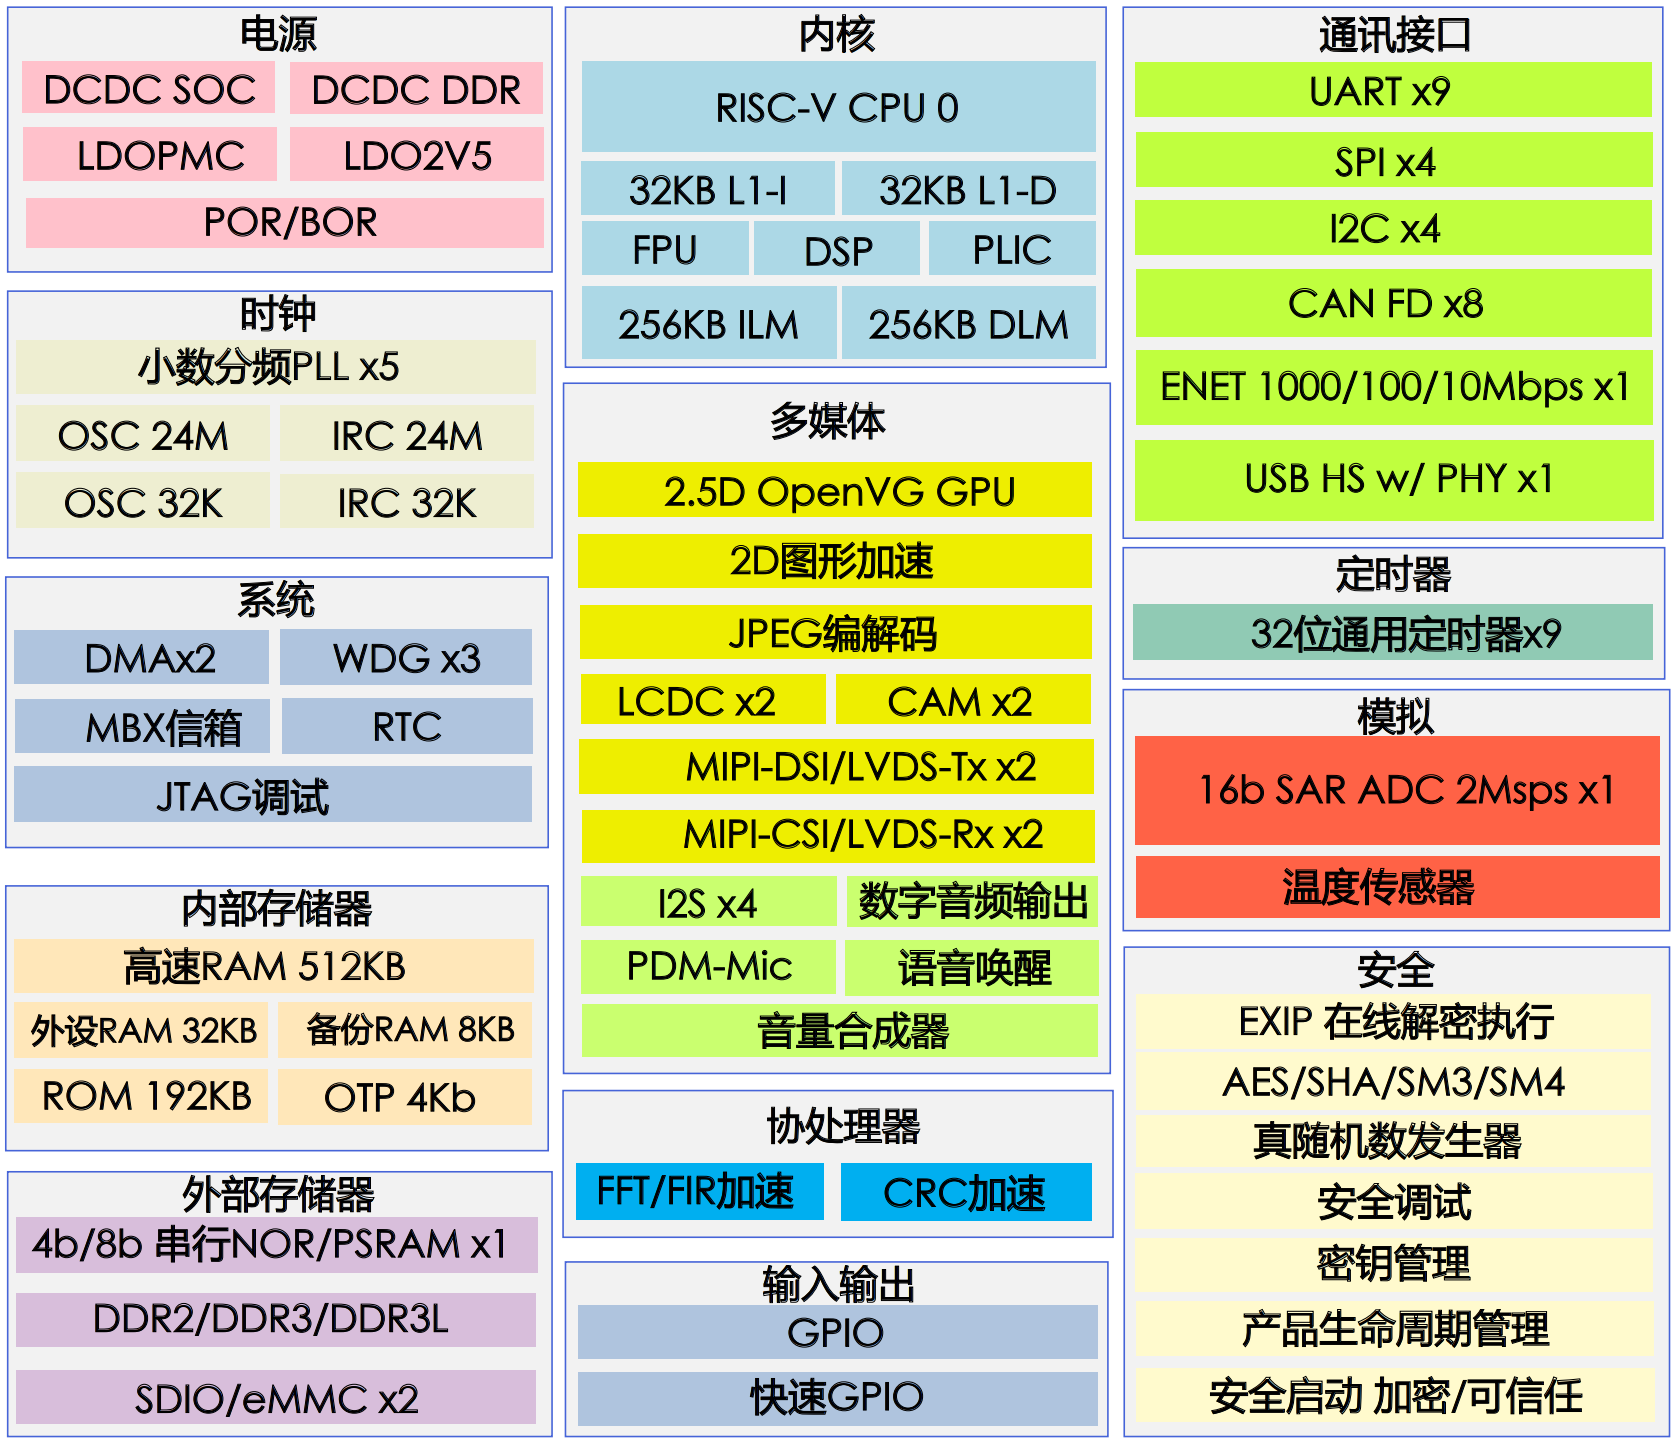 电源
DCDC SOC
DCDC DDR
LDOPMC
LDO2V5
POR/BOR
时钟
小数分频PLL x5
OSC 24M
IRC 24M
OSC 32K
IRC 32K
系统
DMAx2
WDG x3
MBX信箱
RTC
JTAG调试
内部存储器
高速RAM 512KB
外设RAM 32KB
备份RAM 8KB
ROM 192KB
OTP 4Kb
外部存储器
4b/8b 串行NOR/PSRAM x1
DDR2/DDR3/DDR3L
SDIO/eMMC x2
内核
RISC-V CPU 0
32KB L1-I
32KB L1-D
FPU
DSP
PLIC
256KB ILM
256KB DLM
多媒体
2.5D OpenVG GPU
2D图形加速
JPEG编解码
LCDC x2
CAM x2
MIPI-DSI/LVDS-Tx x2
MIPI-CSI/LVDS-Rx x2
I2S x4
数字音频输出
PDM-Mic
语音唤醒
音量合成器
协处理器
FFT/FIR加速
CRC加速
输入输出
GPIO
快速GPIO
通讯接口
UART x9
SPI x4
I2C x4
CAN FD x8
ENET 1000/100/10Mbps x1
USB HS w/ PHY x1
定时器
32位通用定时器x9
模拟
16b SAR ADC 2Msps x1
温度传感器
安全
EXIP 在线解密执行
AES/SHA/SM3/SM4
真随机数发生器
安全调试
密钥管理
产品生命周期管理
安全启动 加密/可信任